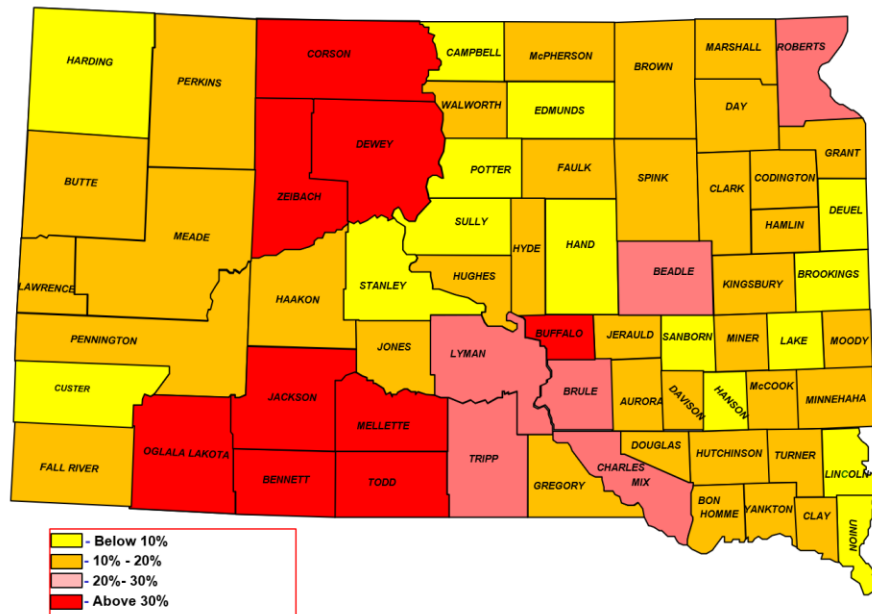 HARDING
PERKINS
CORSON
CAMPBELL
McPHERSON
BROWN
MARSHALL
ROBERTS
WALWORTH
EDMUNDS
DAY
DEWEY
ZEIBACH
POTTER
FAULK
SPINK
CLARK
CODINGTON
GRANT
BUTTE
MEADE
SULLY
HYDE
HAND
HAMLIN
DEUEL
LAWRENCE
HAAKON
STANLEY
HUGHES
BEADLE
KINGSBURY
BROOKINGS
PENNINGTON
JONES
LYMAN
BUFFALO
JERAULD
SANBORN
MINER
LAKE
MOODY
CUSTER
JACKSON
MELLETTE
BRULE
AURORA
DAVISON
HANSON
McCOOK
MINNEHAHA
FALL RIVER
OGLALA LAKOTA
BENNETT
TODD
TRIPP
GREGORY
CHARLES
MIX
DOUGLAS
HUTCHINSON
TURNER
LINCOLN
BON
HOMME
YANKTON
CLAY
UNION
- Below 10%
- 10% - 20%
- 20%- 30%
- Above 30%